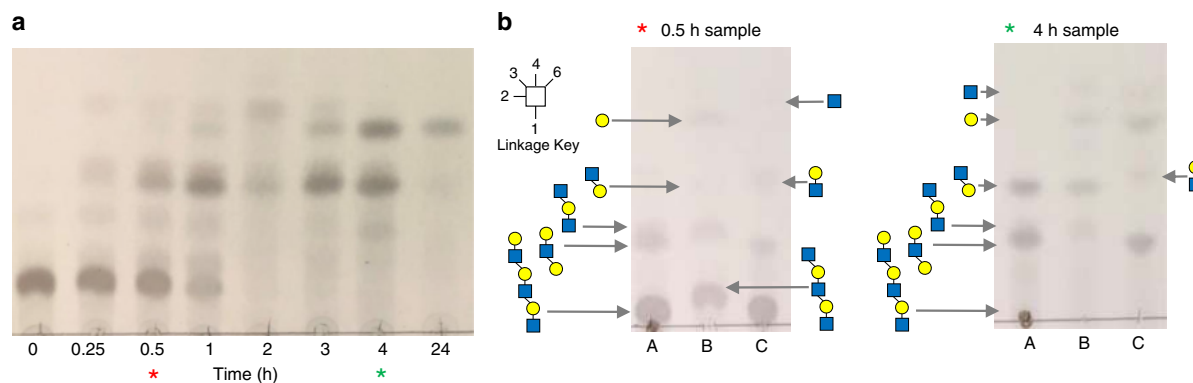 a
0 0.25 0.5 1 2 3 4 24
* Time (h) *
b
* 0.5 h sample
3 4 6
2
1
Linkage Key
A B C
* 4 h sample
A B C